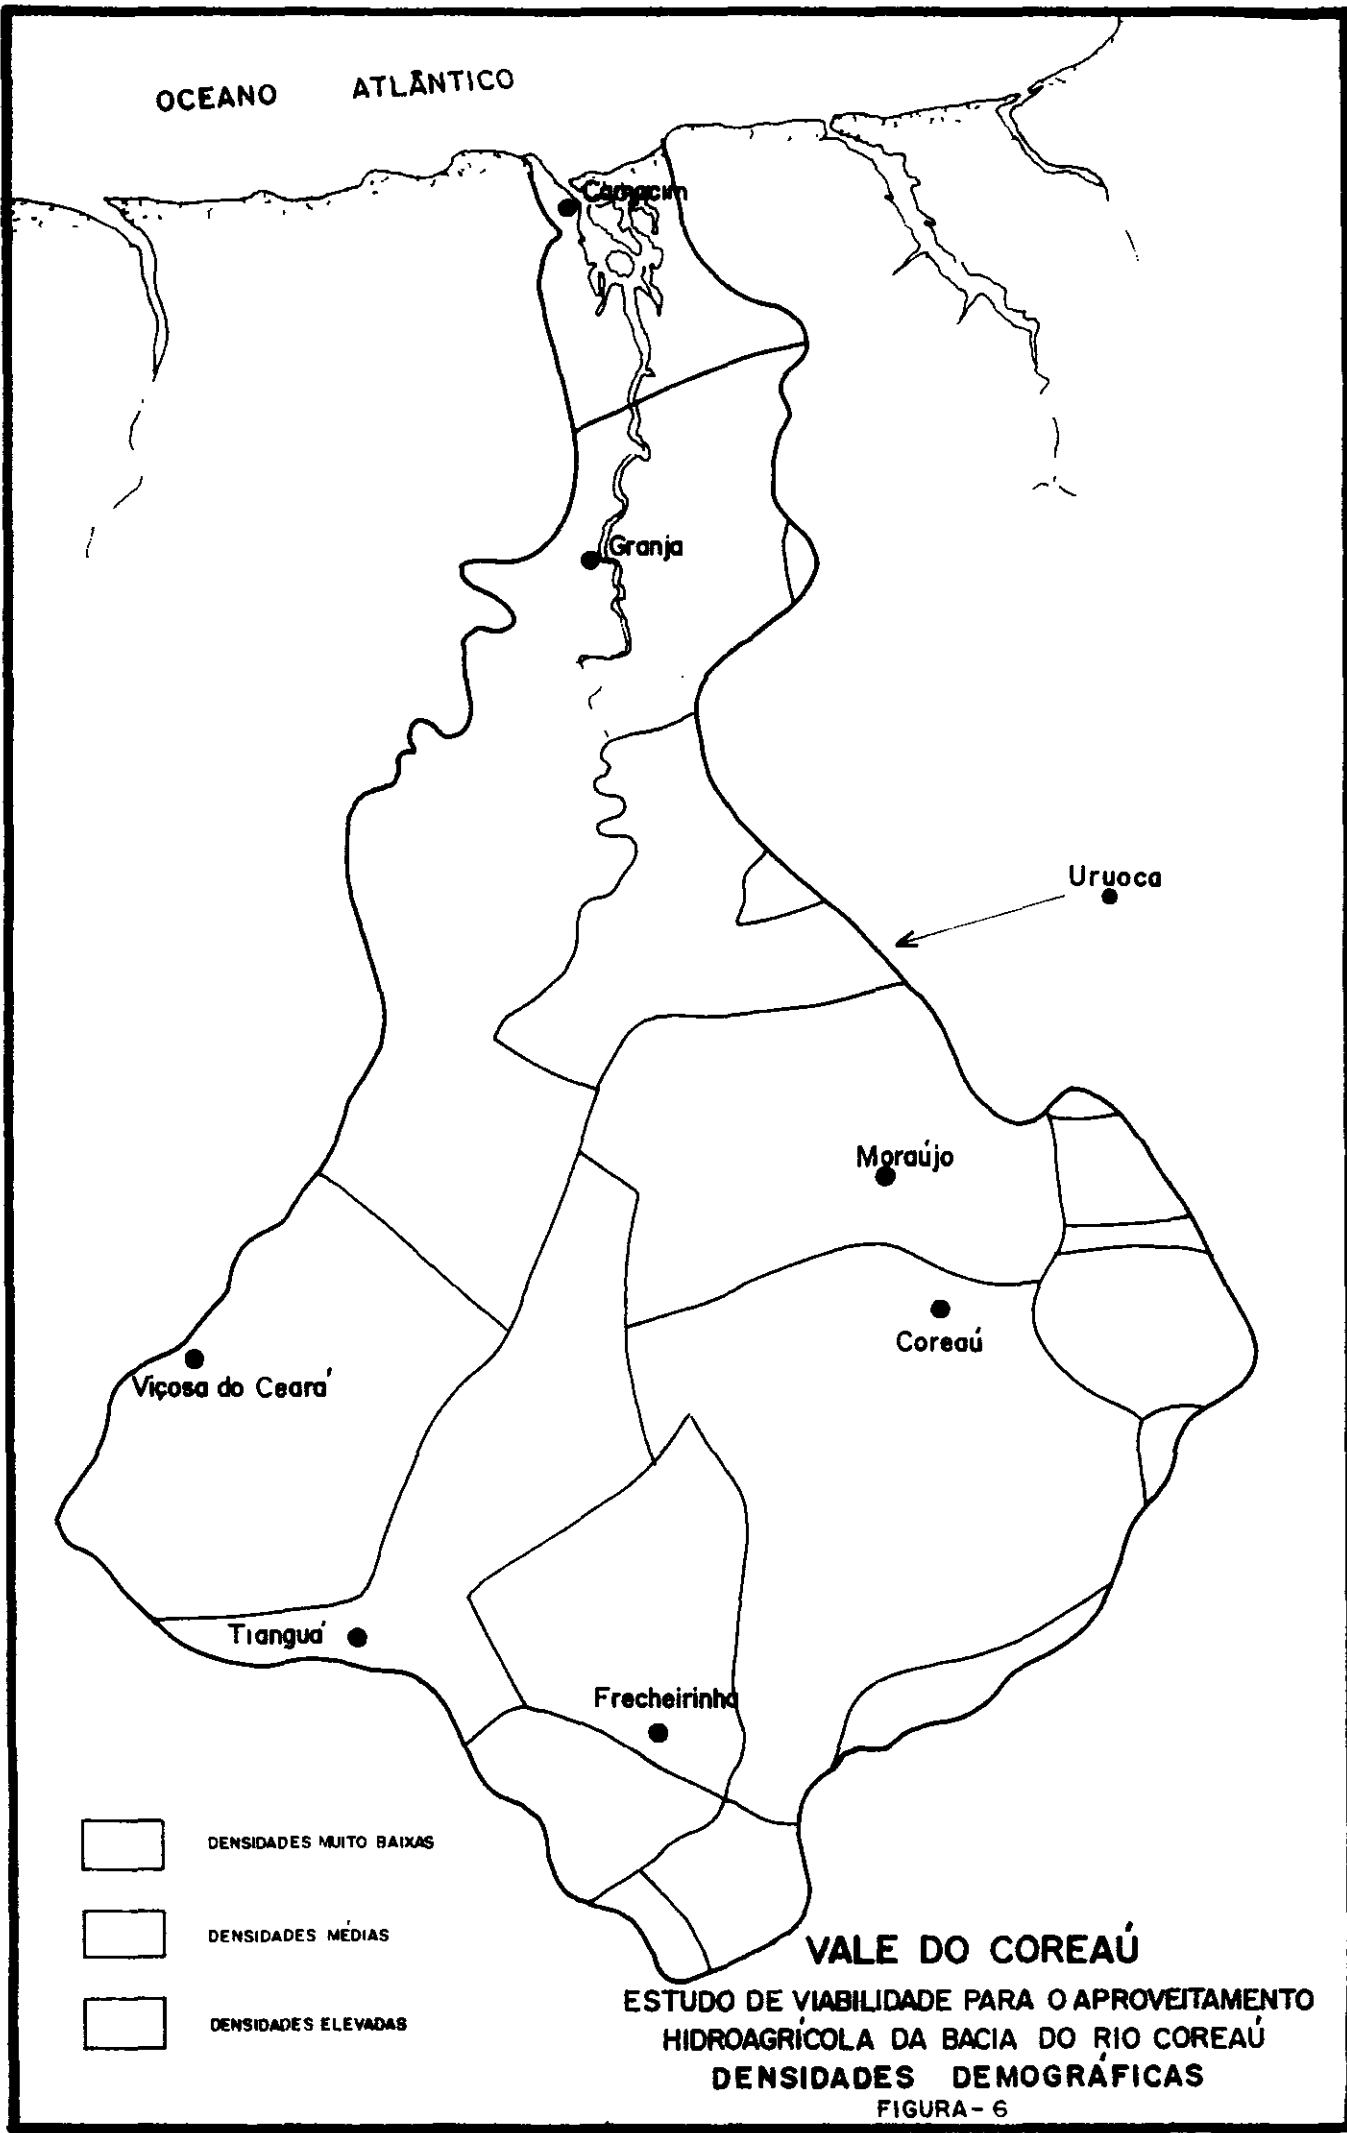 OCEANO ATLÂNTICO
Camocim
Granja
Uruoca
Moraújo
Coreaú
Viçosa do Ceará
Tianguá
Frecheirinha
DENSIDADES MUITO BAIXAS
DENSIDADES MÉDIAS
DENSIDADES ELEVADAS
VALE DO COREAÚ
ESTUDO DE VIABILIDADE PARA O APROVEITAMENTO
HIDROAGRÍCOLA DA BACIA DO RIO COREAÚ
DENSIDADES DEMOGRÁFICAS
FIGURA-6